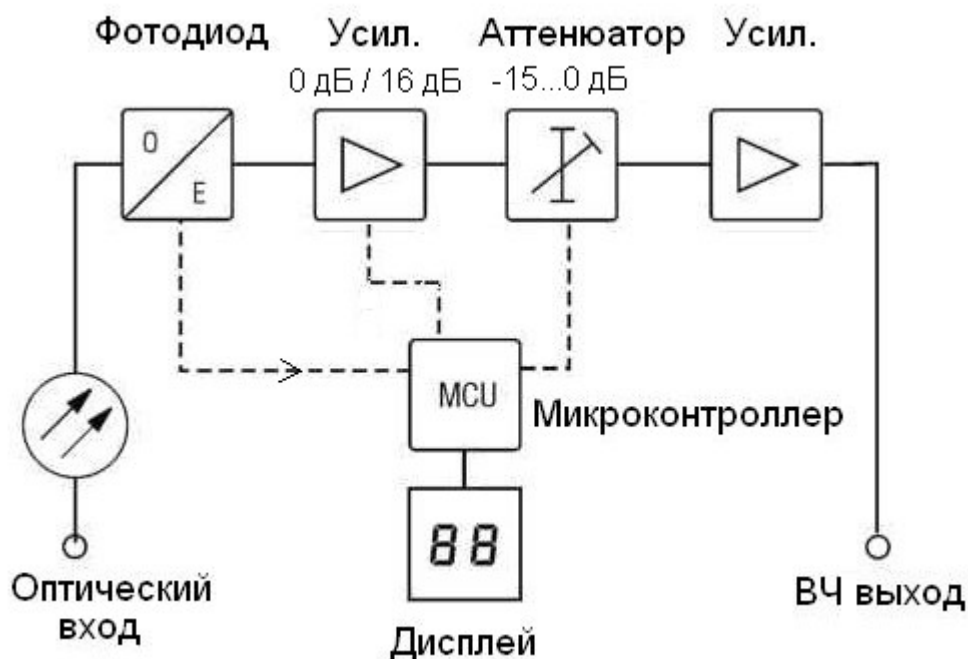 Фотодиод Усил. Аттенюатор Усил.
0 дБ / 16 дБ -15...0 дБ
O
E
MCU
Микроконтроллер
88
Оптический
вход
ВЧ выход
Дисплей